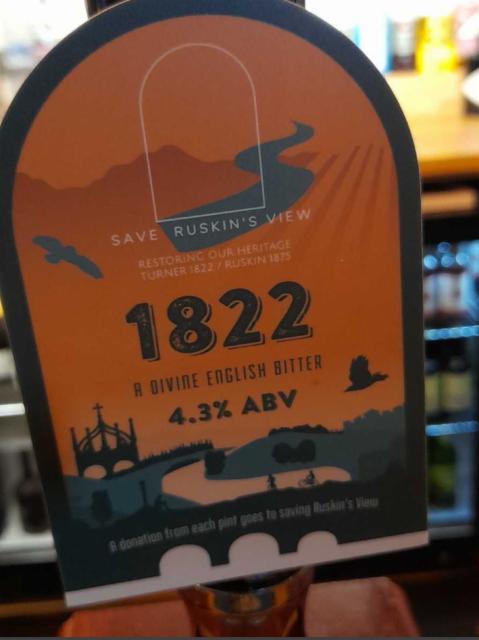 SAVE RUSKIN'S VIEW
RESTORING OUR HERITAGE
TURNER 1822 / RUSKIN 1875
1822
A DIVINE ENGLISH BITTER
4.3% ABV
A donation from each pint goes to saving Ruskin's View